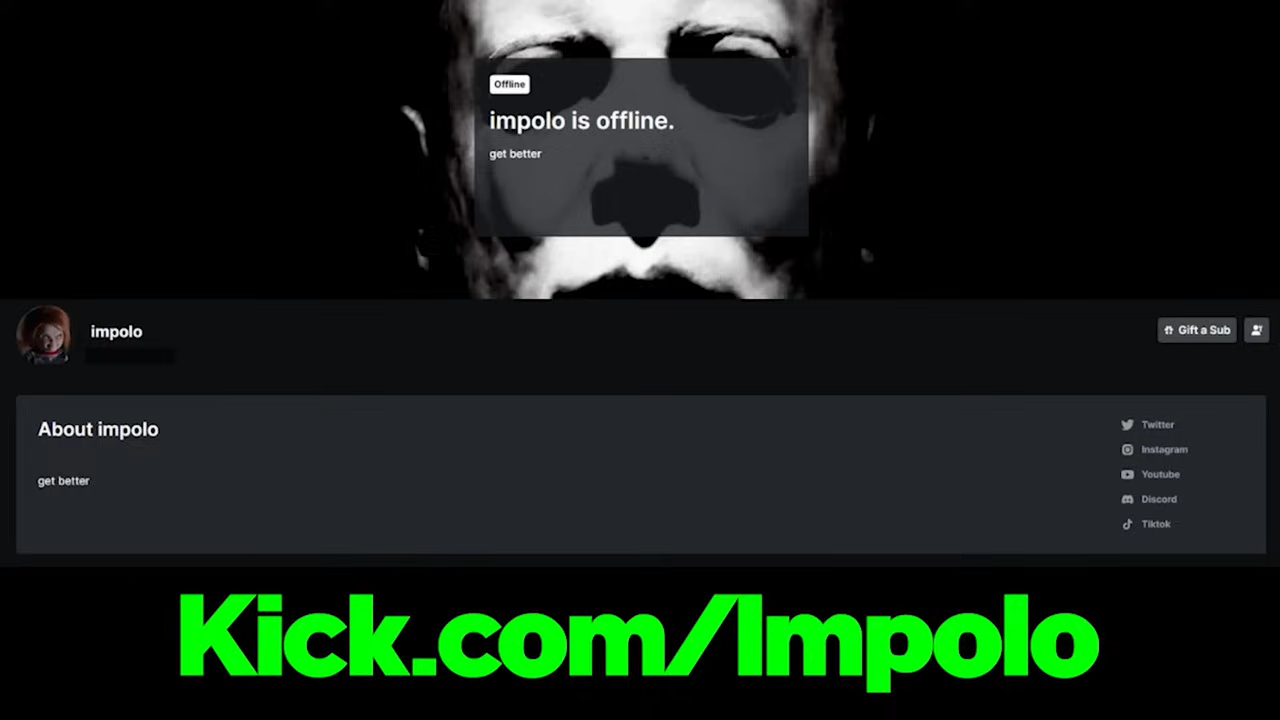 Offline
impolo is offline.
get better
impolo
Gift a Sub
About impolo
get better
Twitter
Instagram
Youtube
Discord
Tiktok
Kick.com/Impolo